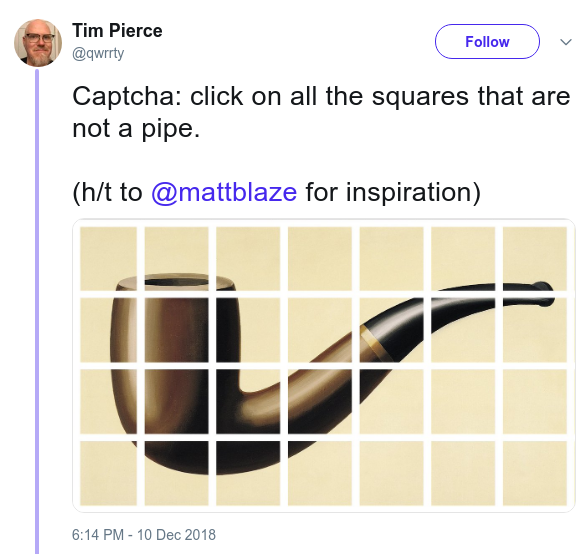 Tim Pierce
@qwrrty
Follow
Captcha: click on all the squares that are
not a pipe.
(h/t to @mattblaze for inspiration)
6:14 PM - 10 Dec 2018